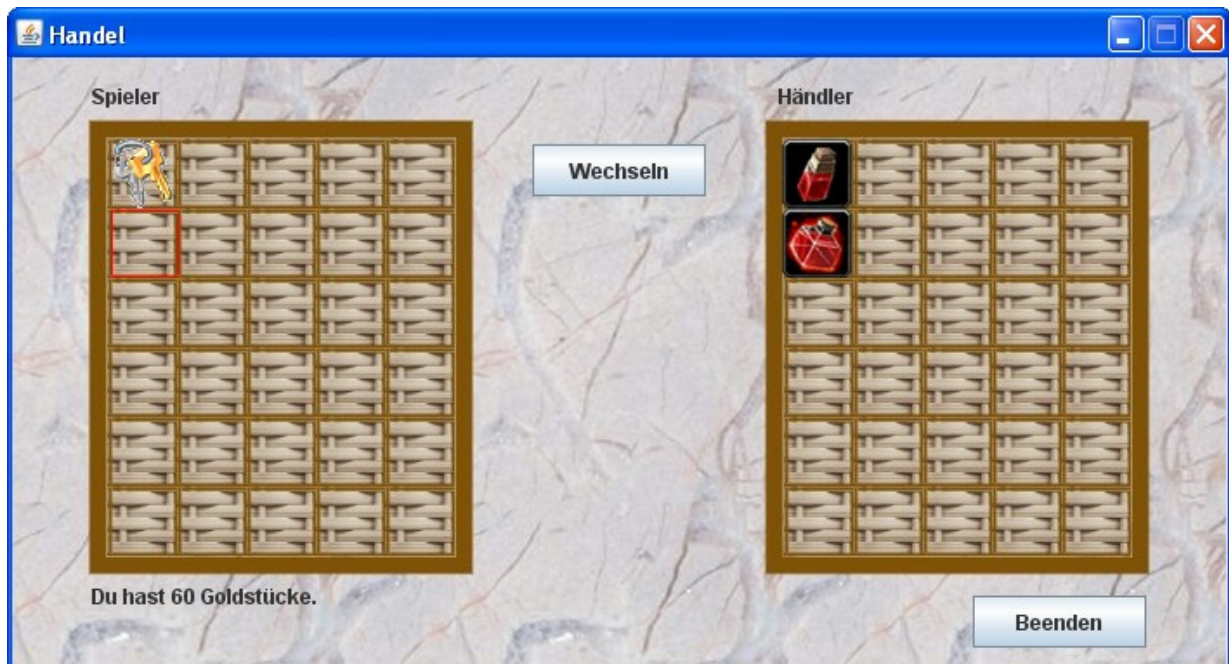 Handel
Spieler
Händler
Wechseln
Du hast 60 Goldstücke.
Beenden